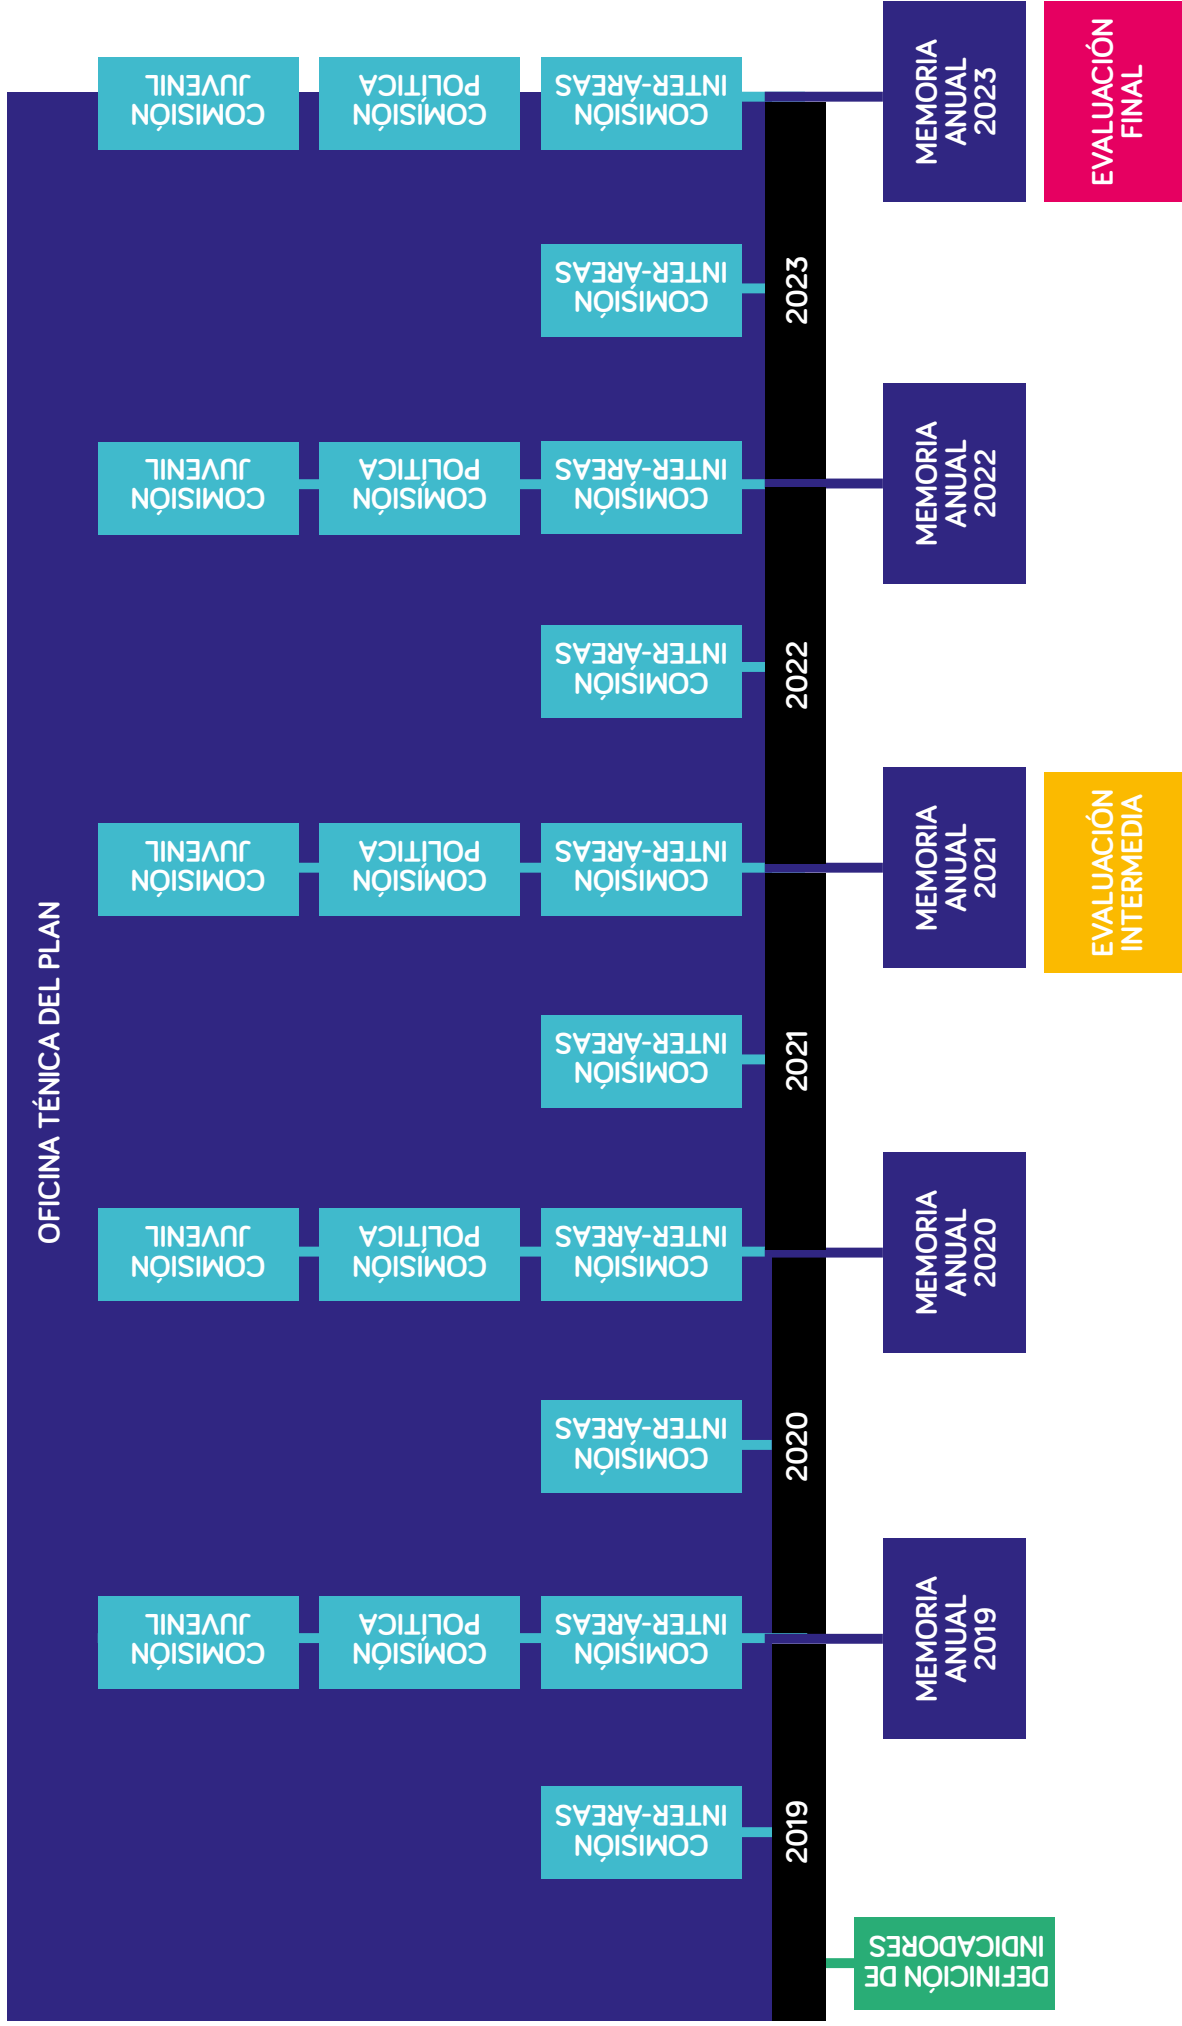 OFICINA TÉNICA DEL PLAN
COMISIÓN
JUVENIL
COMISIÓN
POLÍTICA
COMISIÓN
INTER-ÁREAS
MEMORIA
ANUAL
2023
EVALUACIÓN
FINAL
COMISIÓN
INTER-ÁREAS
2023
COMISIÓN
JUVENIL
COMISIÓN
POLÍTICA
COMISIÓN
INTER-ÁREAS
MEMORIA
ANUAL
2022
COMISIÓN
INTER-ÁREAS
2022
COMISIÓN
JUVENIL
COMISIÓN
POLÍTICA
COMISIÓN
INTER-ÁREAS
MEMORIA
ANUAL
2021
EVALUACIÓN
INTERMEDIA
COMISIÓN
INTER-ÁREAS
2021
COMISIÓN
JUVENIL
COMISIÓN
POLÍTICA
COMISIÓN
INTER-ÁREAS
MEMORIA
ANUAL
2020
COMISIÓN
INTER-ÁREAS
2020
COMISIÓN
JUVENIL
COMISIÓN
POLÍTICA
COMISIÓN
INTER-ÁREAS
MEMORIA
ANUAL
2019
COMISIÓN
INTER-ÁREAS
2019
DEFINICIÓN DE
INDICADORES